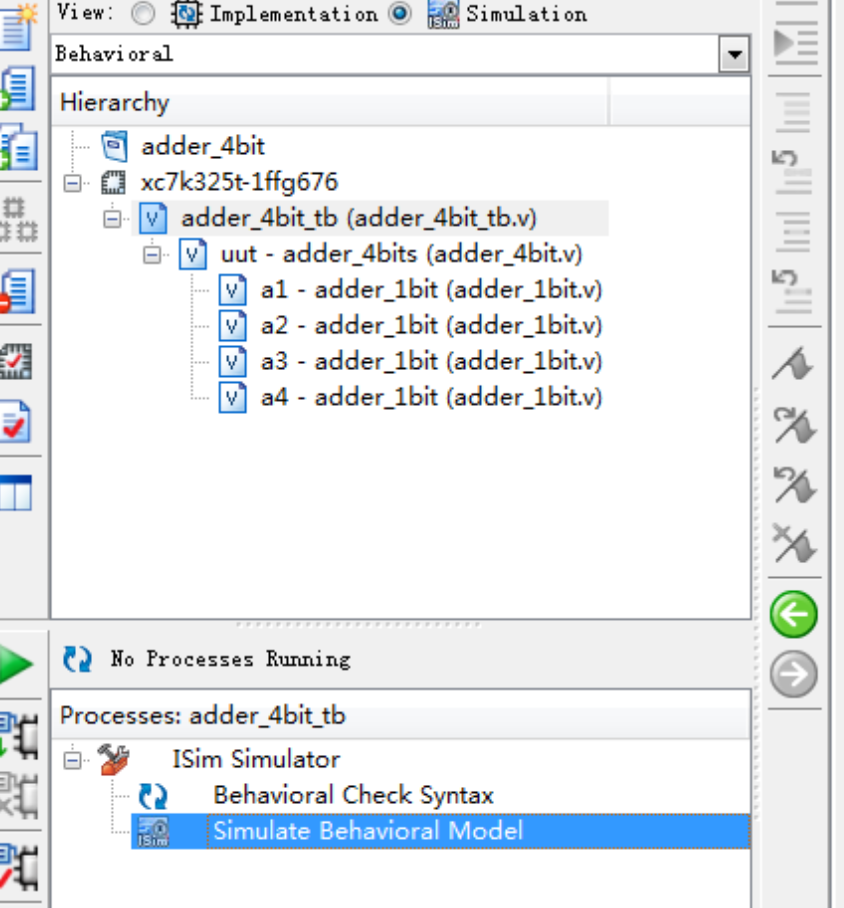 View: Implementation Simulation
Behavioral
Hierarchy
adder_4bit
xc7k325t-1ffg676
adder_4bit_tb (adder_4bit_tb.v)
uut - adder_4bits (adder_4bit.v)
a1 - adder_1bit (adder_1bit.v)
a2 - adder_1bit (adder_1bit.v)
a3 - adder_1bit (adder_1bit.v)
a4 - adder_1bit (adder_1bit.v)
No Processes Running
Processes: adder_4bit_tb
ISim Simulator
Behavioral Check Syntax
Simulate Behavioral Model